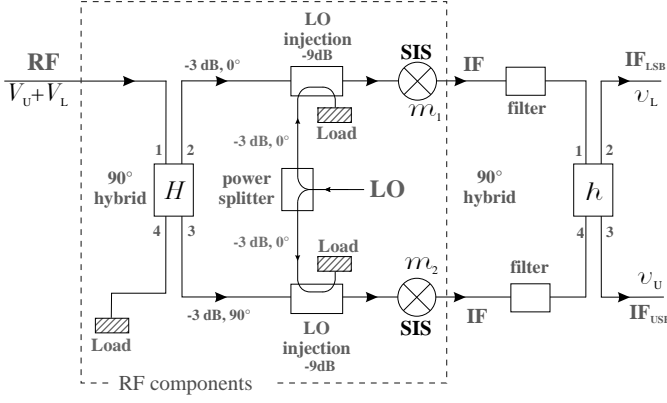 LO
injection
-9dB
SIS
RF
-3 dB, 0°
IF
IF_LSB
V_U+V_L
v_L
m_1
filter
Load
-3 dB, 0°
1 2
1 2
90°
hybrid
H
power
splitter
LO
90°
hybrid
h
4 3
4 3
-3 dB, 0°
Load
m_2
filter
v_U
Load
-3 dB, 90°
SIS
IF
IF_USB
LO
injection
-9dB
RF components